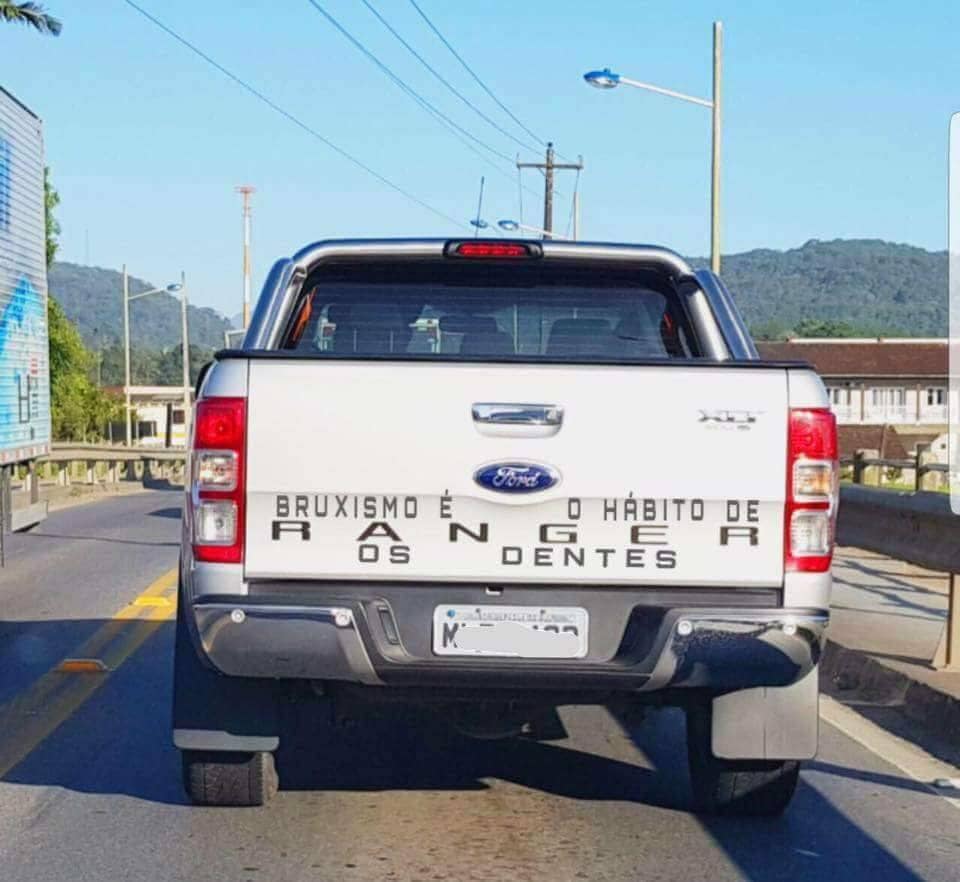 XLT
Ford
BRUXISMO É O HÁBITO DE
RANGER
OS DENTES